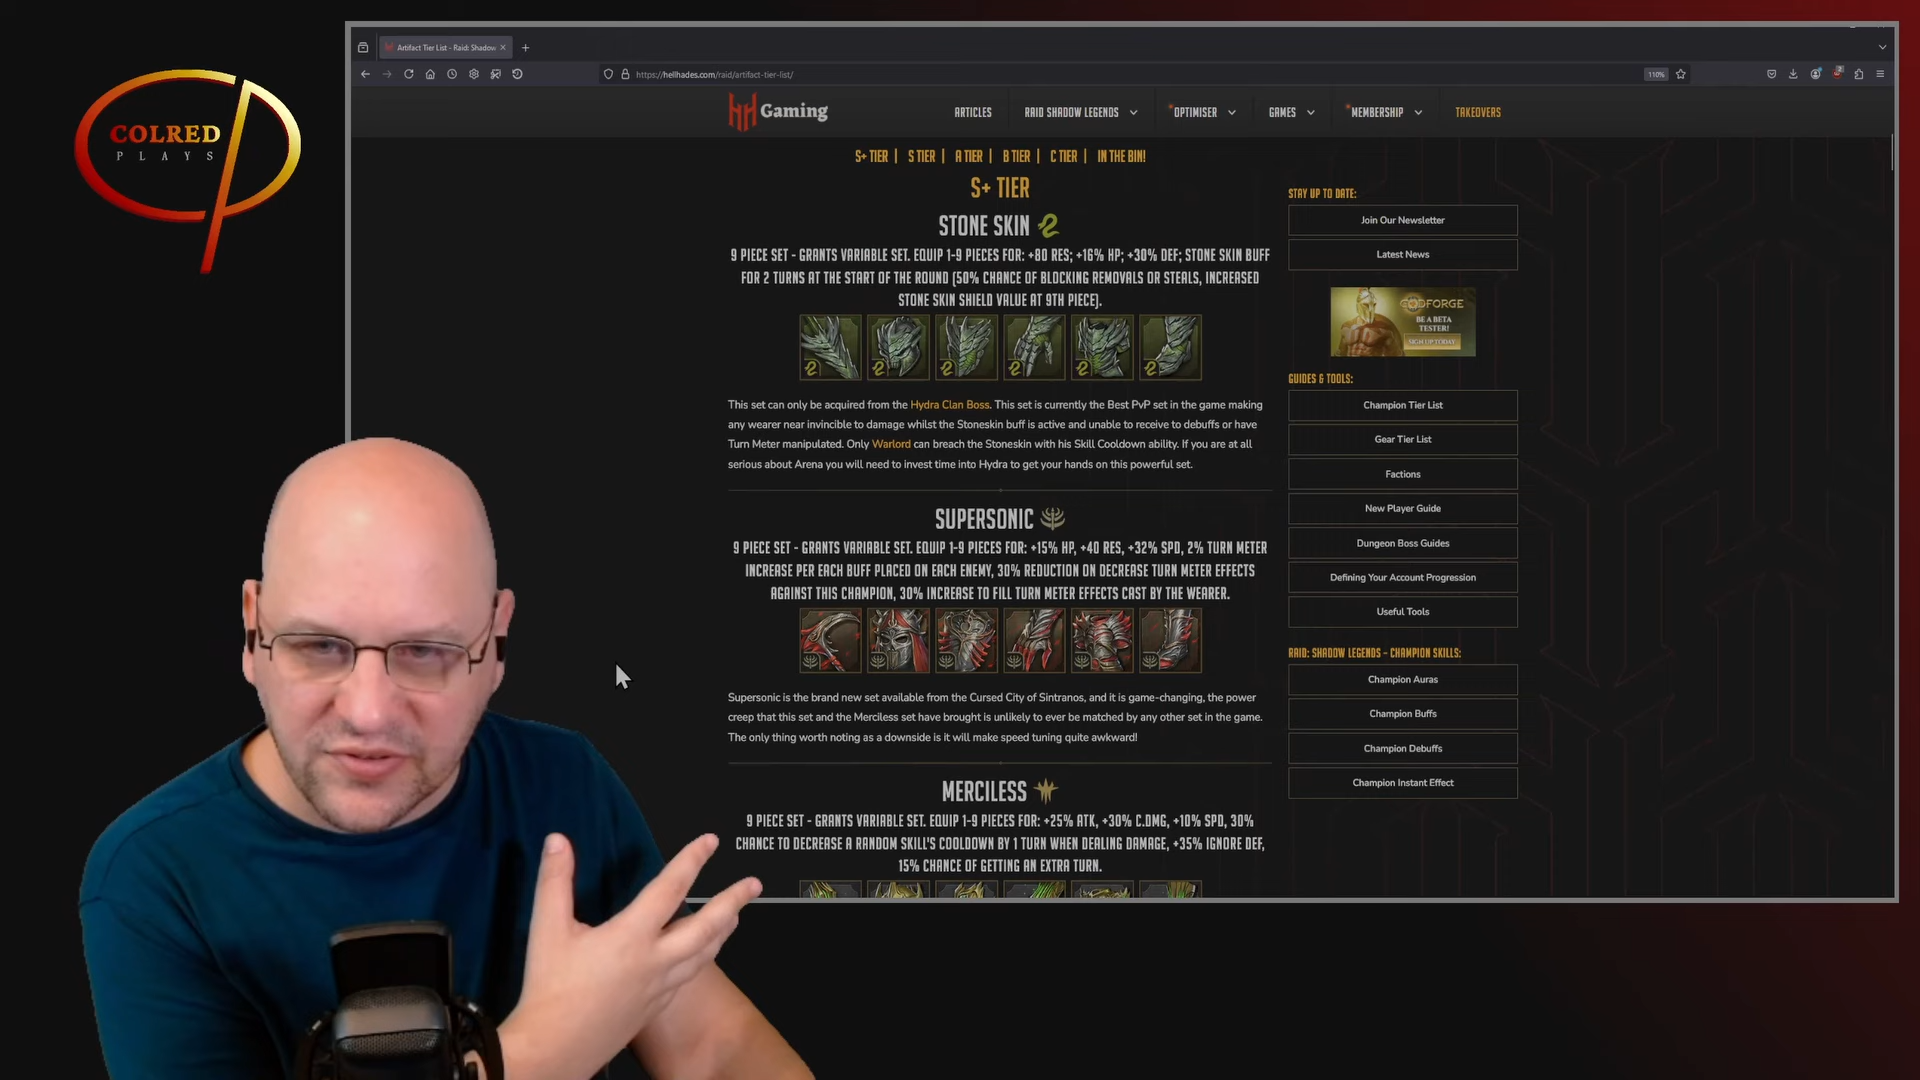 COLRED
PLAYS
Artifact Tier List - Raid: Shadow
https://hellhades.com/raid/artifact-tier-list/
110%
2
Gaming
ARTICLES
RAID SHADOW LEGENDS
OPTIMISER
GAMES
MEMBERSHIP
TAKEOVERS
S+ TIER | S TIER | A TIER | B TIER | C TIER | IN THE BIN!
S+ TIER
STONE SKIN
9 PIECE SET - GRANTS VARIABLE SET. EQUIP 1-9 PIECES FOR: +80 RES; +16% HP; +30% DEF; STONE SKIN BUFF
FOR 2 TURNS AT THE START OF THE ROUND (50% CHANCE OF BLOCKING REMOVALS OR STEALS, INCREASED
STONE SKIN SHIELD VALUE AT 9TH PIECE).
This set can only be acquired from the Hydra Clan Boss. This set is currently the Best PvP set in the game making
any wearer near invincible to damage whilst the Stoneskin buff is active and unable to receive to debuffs or have
Turn Meter manipulated. Only Warlord can breach the Stoneskin with his Skill Cooldown ability. If you are at all
serious about Arena you will need to invest time into Hydra to get your hands on this powerful set.
SUPERSONIC
9 PIECE SET - GRANTS VARIABLE SET. EQUIP 1-9 PIECES FOR: +15% HP, +40 RES, +32% SPD, 2% TURN METER
INCREASE PER EACH BUFF PLACED ON EACH ENEMY, 30% REDUCTION ON DECREASE TURN METER EFFECTS
AGAINST THIS CHAMPION, 30% INCREASE TO FILL TURN METER EFFECTS CAST BY THE WEARER.
Supersonic is the brand new set available from the Cursed City of Sintranos, and it is game-changing, the power
creep that this set and the Merciless set have brought is unlikely to ever be matched by any other set in the game.
The only thing worth noting as a downside is it will make speed tuning quite awkward!
MERCILESS
9 PIECE SET - GRANTS VARIABLE SET. EQUIP 1-9 PIECES FOR: +25% ATK, +30% C.DMG, +10% SPD, 30%
CHANCE TO DECREASE A RANDOM SKILL'S COOLDOWN BY 1 TURN WHEN DEALING DAMAGE, +35% IGNORE DEF,
15% CHANCE OF GETTING AN EXTRA TURN.
STAY UP TO DATE:
Join Our Newsletter
Latest News
GODFORGE
BE A BETA
TESTER!
SIGN UP TODAY
GUIDES & TOOLS:
Champion Tier List
Gear Tier List
Factions
New Player Guide
Dungeon Boss Guides
Defining Your Account Progression
Useful Tools
RAID: SHADOW LEGENDS - CHAMPION SKILLS:
Champion Auras
Champion Buffs
Champion Debuffs
Champion Instant Effect